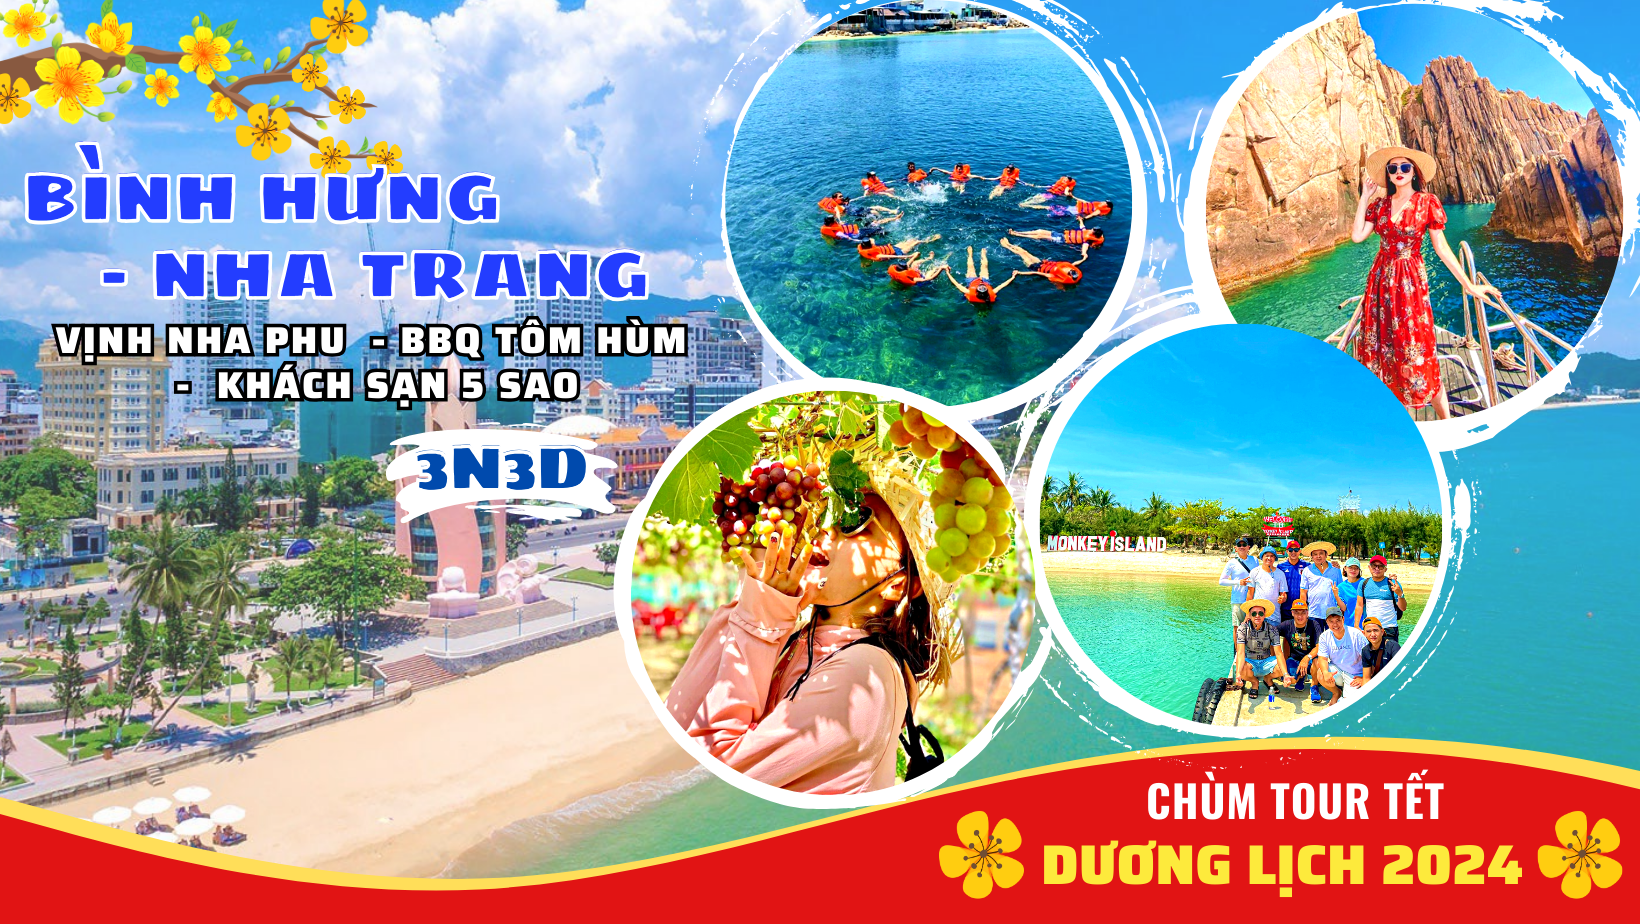 BÌNH HƯNG
- NHA TRANG
VỊNH NHA PHU - BBQ TÔM HÙM
- KHÁCH SẠN 5 SAO
3N3D
MONKEY ISLAND
CHÙM TOUR TẾT
DƯƠNG LỊCH 2024